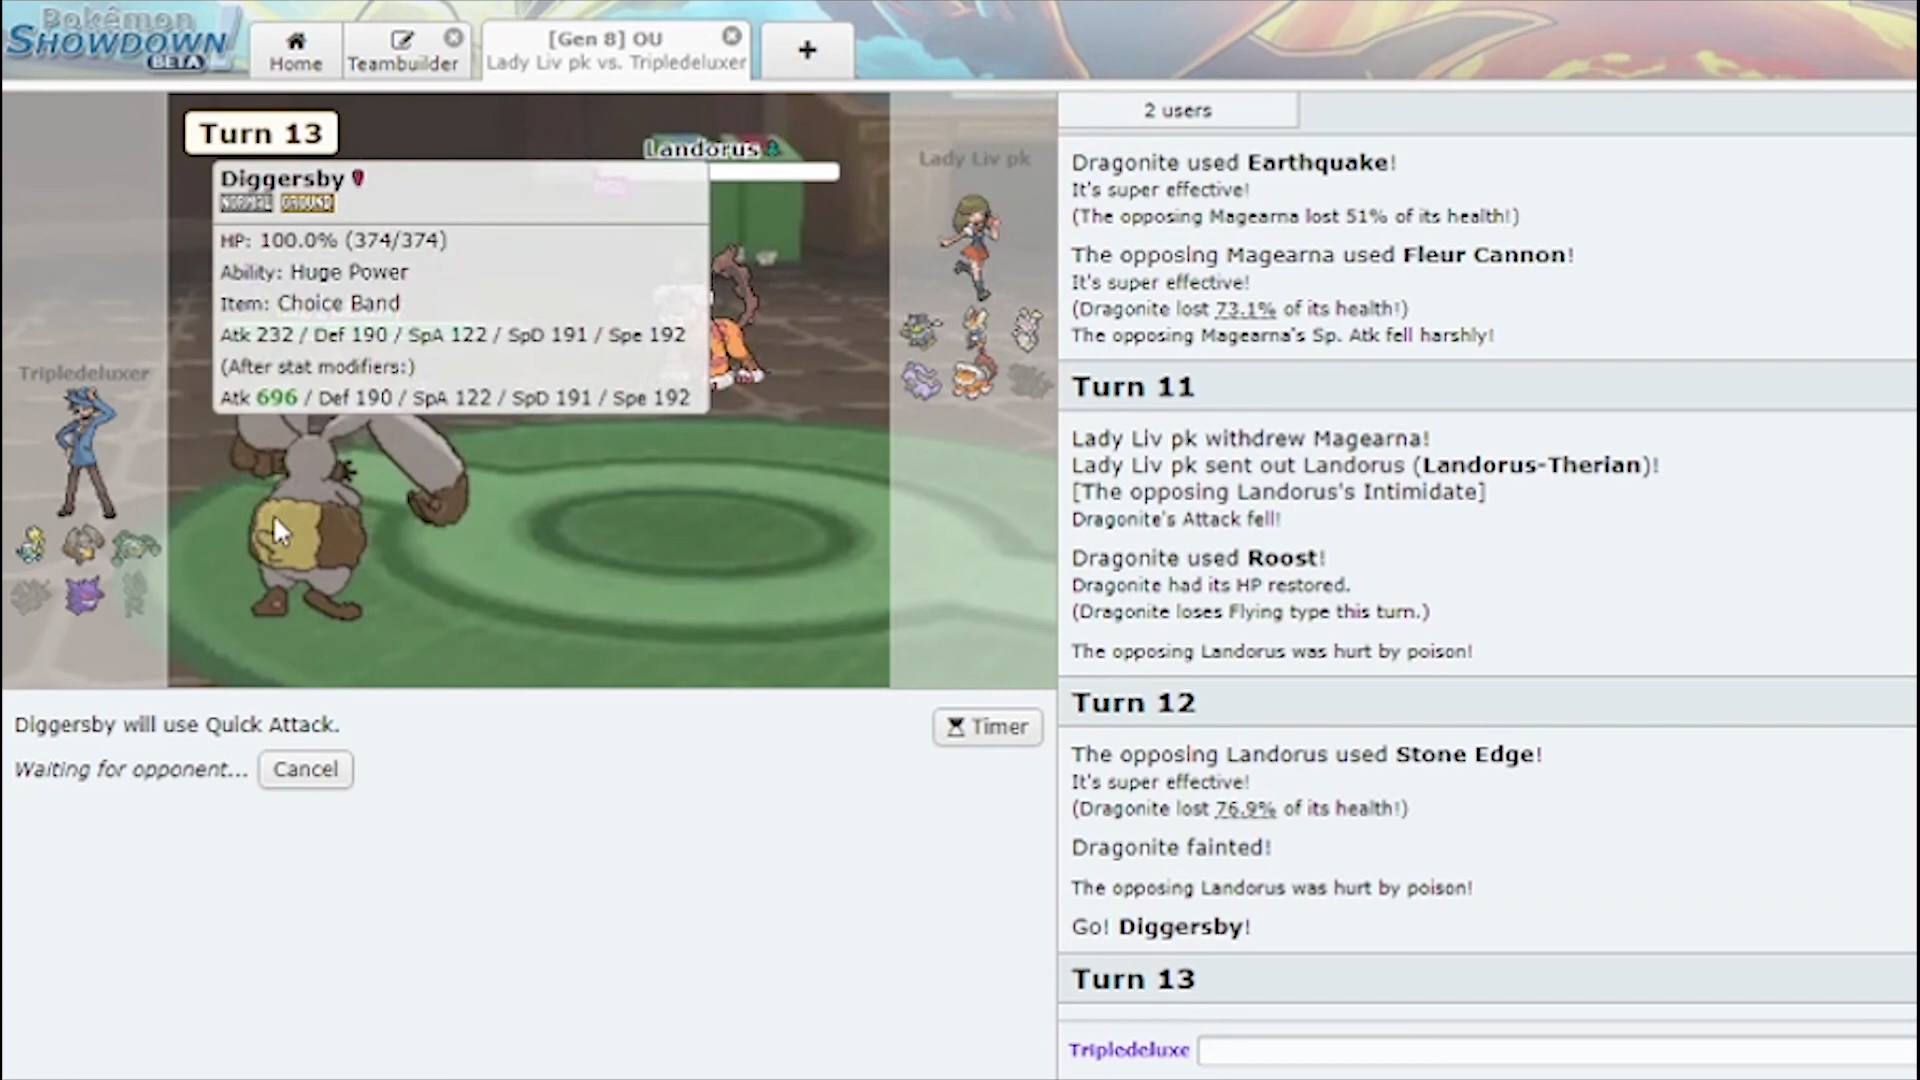 Pokémon
SHOWDOWN!
BETA
Home
Teambuilder
[Gen 8] OU
Lady Liv pk vs. Tripledeluxer
+
Turn 13
Landorus
Diggersby
NORMAL GROUND
HP: 100.0% (374/374)
Ability: Huge Power
Item: Choice Band
Atk 232 / Def 190 / SpA 122 / SpD 191 / Spe 192
(After stat modifiers:)
Atk 696 / Def 190 / SpA 122 / SpD 191 / Spe 192
Lady Liv pk
Tripledeluxer
Diggersby will use Quick Attack.
Waiting for opponent...
Cancel
Timer
2 users
Dragonite used Earthquake!
It's super effective!
(The opposing Magearna lost 51% of its health!)
The opposing Magearna used Fleur Cannon!
It's super effective!
(Dragonite lost 73.1% of its health!)
The opposing Magearna's Sp. Atk fell harshly!
Turn 11
Lady Liv pk withdrew Magearna!
Lady Liv pk sent out Landorus (Landorus-Therian)!
[The opposing Landorus's Intimidate]
Dragonite's Attack fell!
Dragonite used Roost!
Dragonite had its HP restored.
(Dragonite loses Flying type this turn.)
The opposing Landorus was hurt by poison!
Turn 12
The opposing Landorus used Stone Edge!
It's super effective!
(Dragonite lost 76.9% of its health!)
Dragonite fainted!
The opposing Landorus was hurt by poison!
Go! Diggersby!
Turn 13
Tripledeluxe